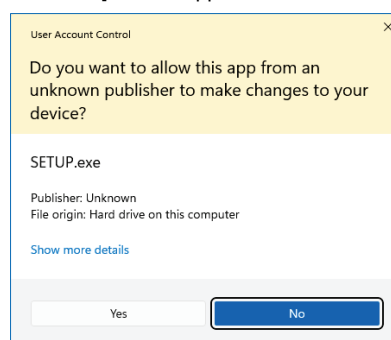 User Account Control
Do you want to allow this app from an
unknown publisher to make changes to your
device?
SETUP.exe
Publisher: Unknown
File origin: Hard drive on this computer
Show more details
Yes
No